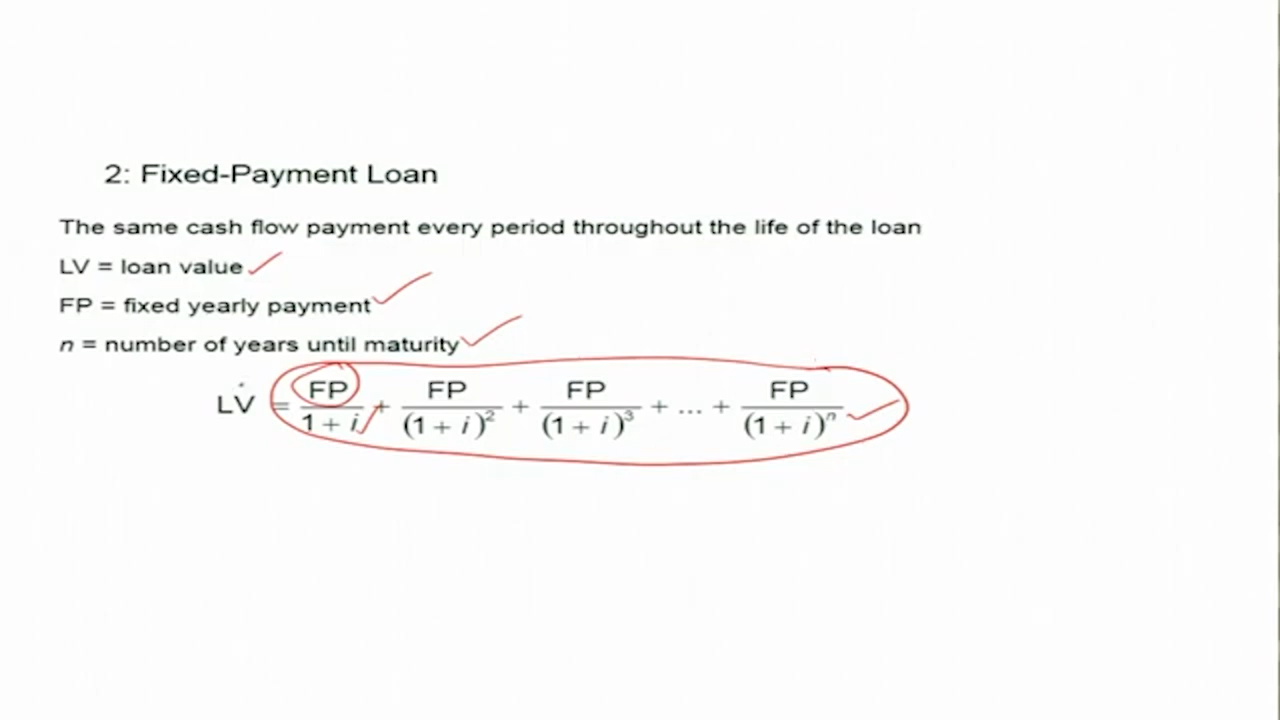 2: Fixed-Payment Loan
The same cash flow payment every period throughout the life of the loan
LV = loan value
FP = fixed yearly payment
n = number of years until maturity
LV = FP/(1 + i) + FP/(1 + i)² + FP/(1 + i)³ + ... + FP/(1 + i)ⁿ